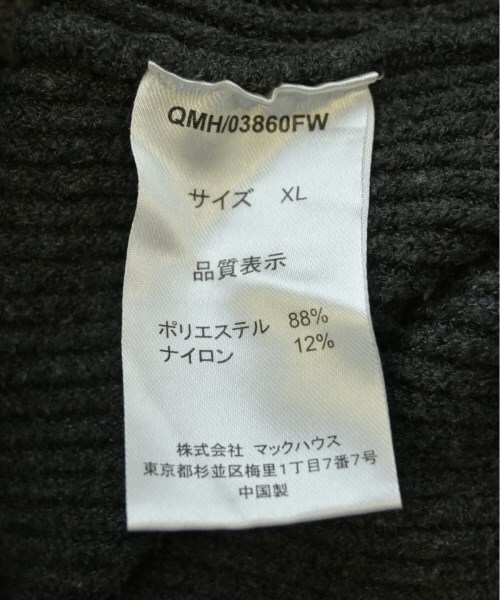 QMH/03860FW
サイズ XL
品質表示
ポリエステル 88%
ナイロン 12%
株式会社 マックハウス
東京都杉並区梅里1丁目7番7号
中国製